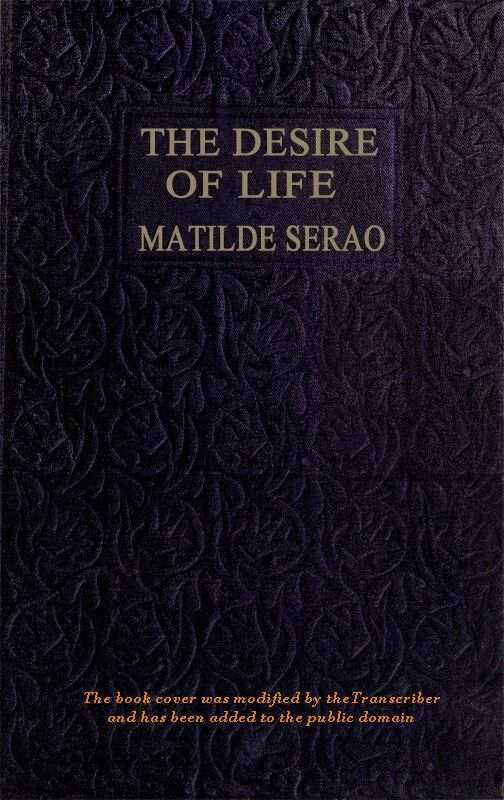 THE DESIRE
OF LIFE
MATILDE SERAO
The book cover was modified by theTranscriber
and has been added to the public domain